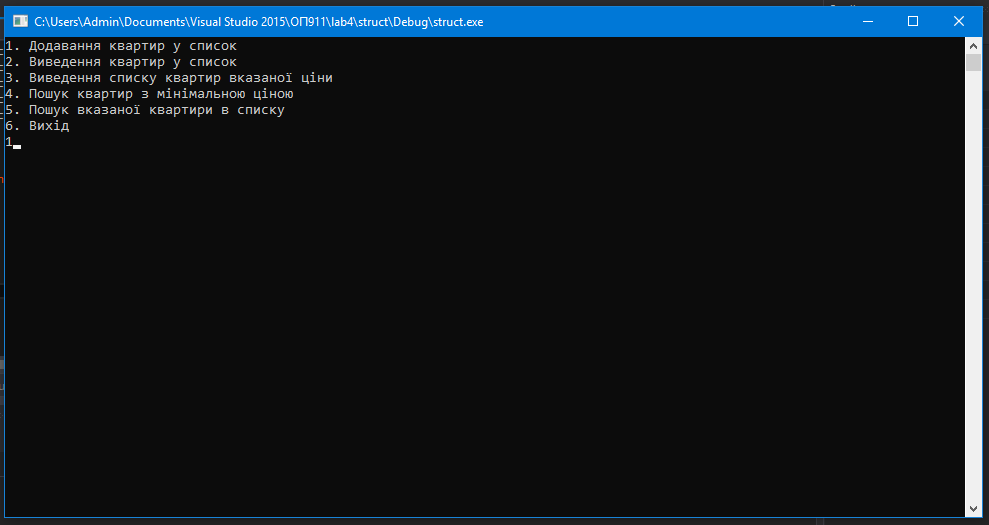 C:\Users\Admin\Documents\Visual Studio 2015\ОП911\lab4\struct\Debug\struct.exe
1. Додавання квартир у список
2. Виведення квартир у список
3. Виведення списку квартир вказаної ціни
4. Пошук квартир з мінімальною ціною
5. Пошук вказаної квартири в списку
6. Вихід
1